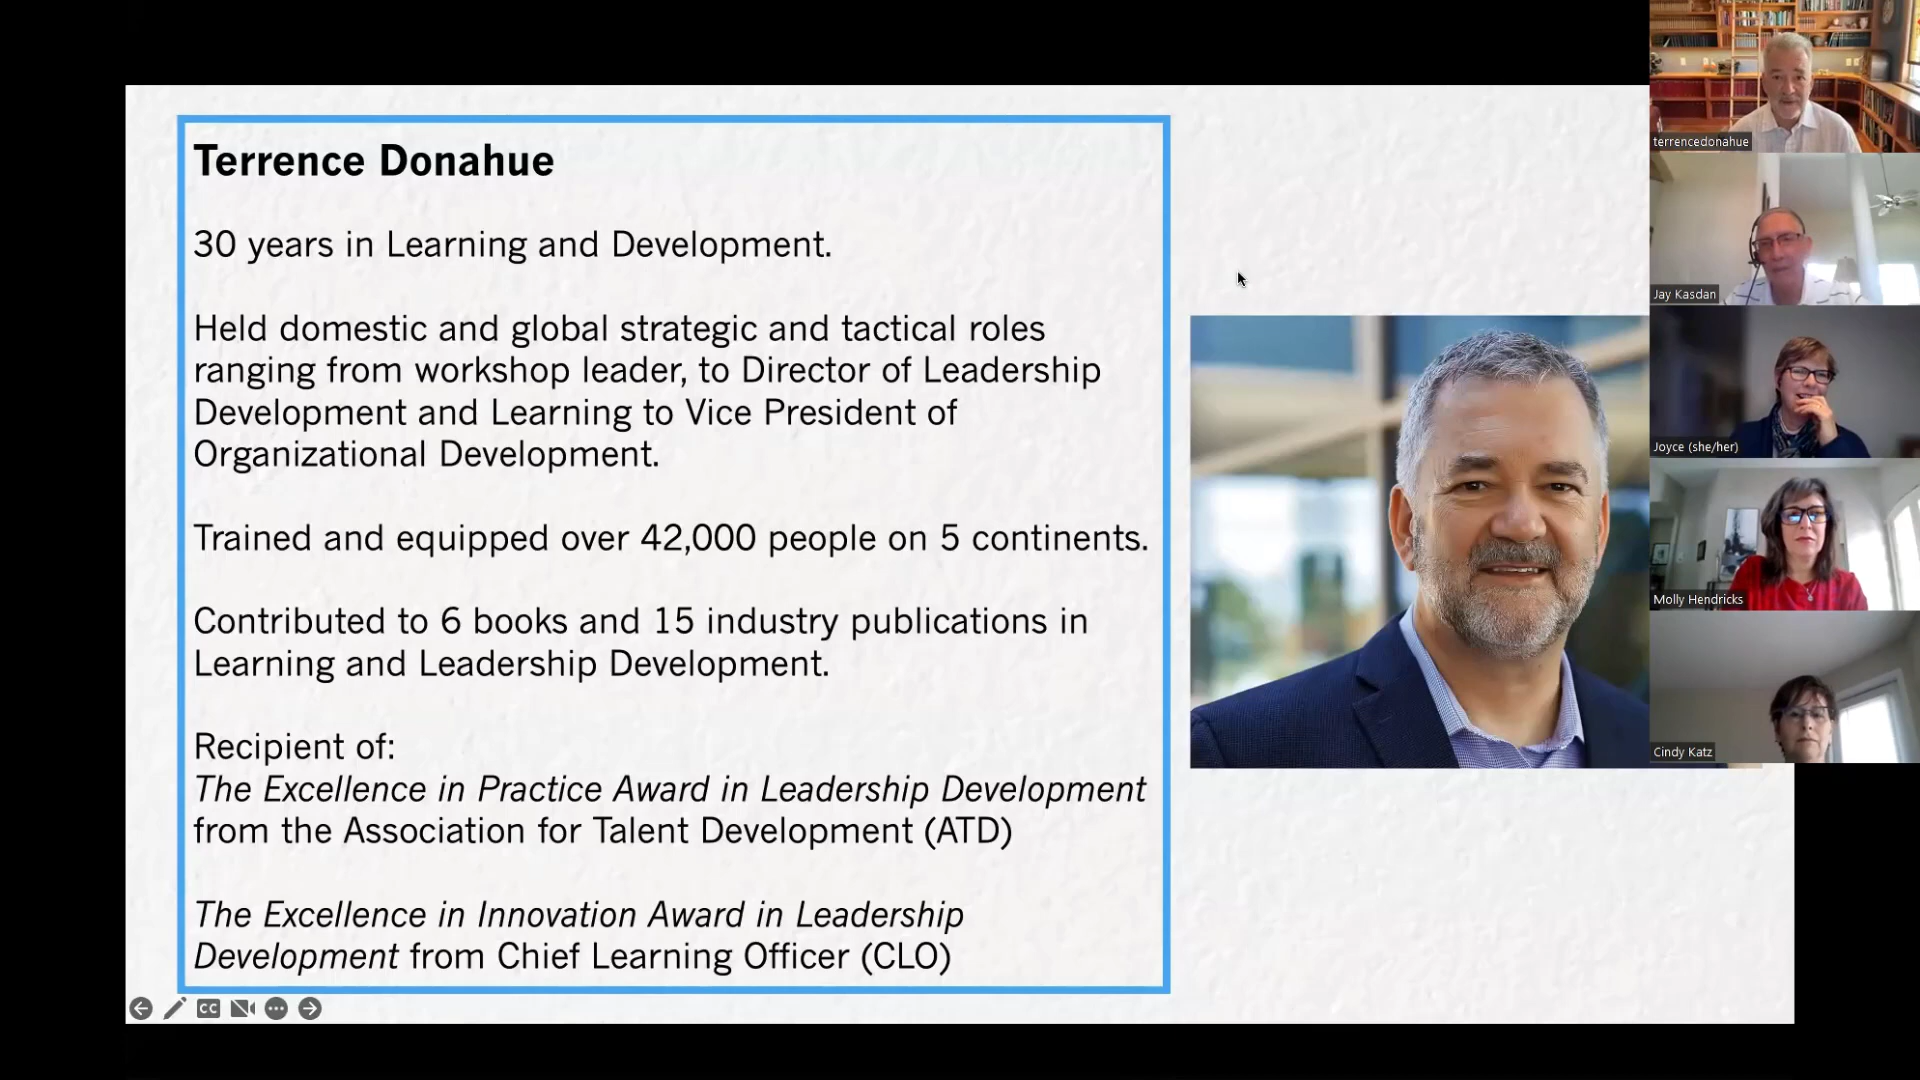 Terrence Donahue
30 years in Learning and Development.
Held domestic and global strategic and tactical roles
ranging from workshop leader, to Director of Leadership
Development and Learning to Vice President of
Organizational Development.
Trained and equipped over 42,000 people on 5 continents.
Contributed to 6 books and 15 industry publications in
Learning and Leadership Development.
Recipient of:
The Excellence in Practice Award in Leadership Development
from the Association for Talent Development (ATD)
The Excellence in Innovation Award in Leadership
Development from Chief Learning Officer (CLO)
CC
terrencedonahue
Jay Kasdan
Joyce (she/her)
Molly Hendricks
Cindy Katz